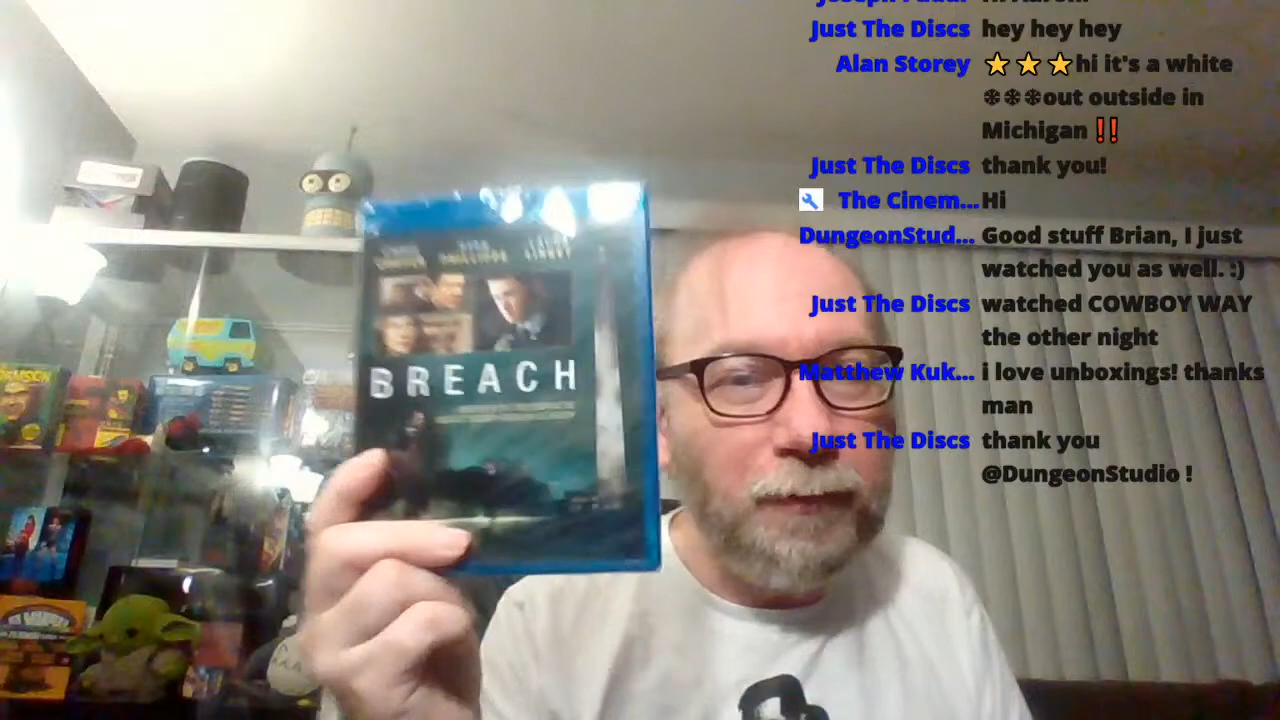 BREACH
Just The Discs hey hey hey
Alan Storey ⭐⭐⭐hi it's a white
❄❄❄out outside in
Michigan ‼️
Just The Discs thank you!
The Cinem... Hi
DungeonStud... Good stuff Brian, I just
watched you as well. :)
Just The Discs watched COWBOY WAY
the other night
Matthew Kuk... i love unboxings! thanks
man
Just The Discs thank you
@DungeonStudio !